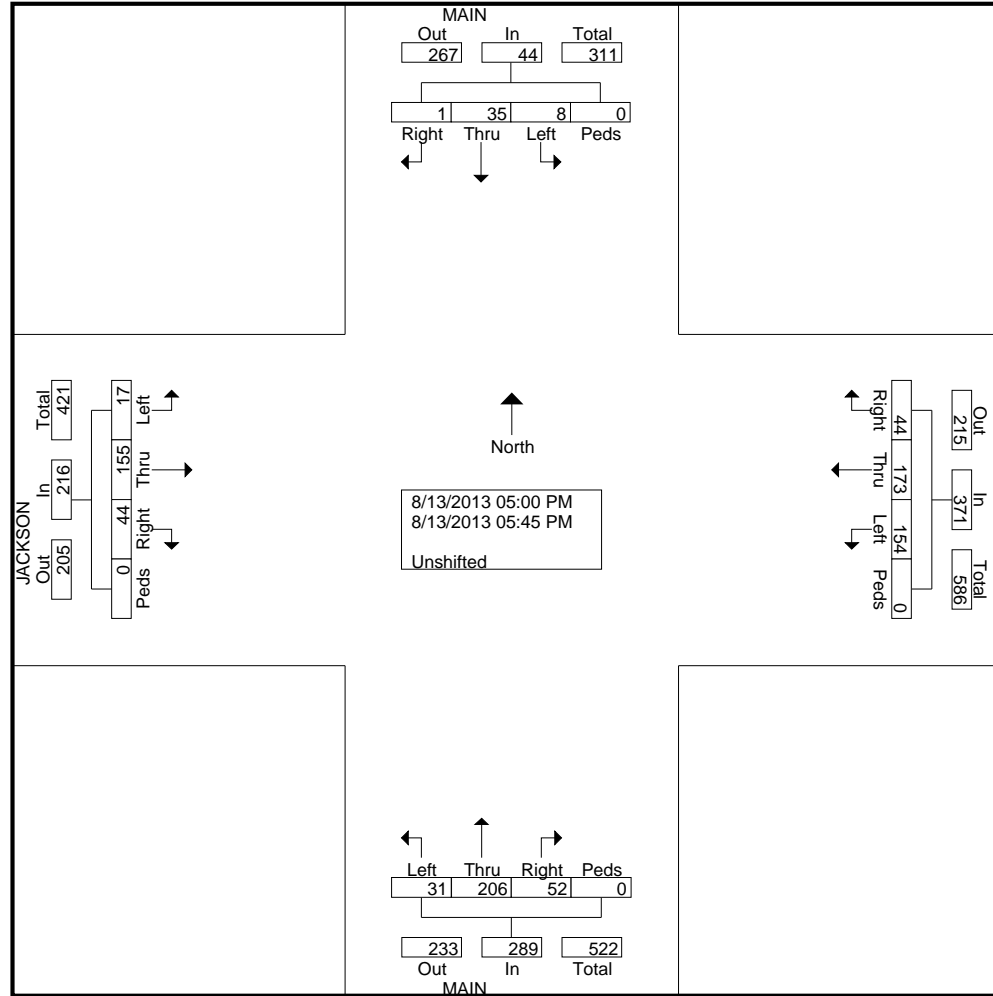 MAIN
Out In Total
267 44 311
1 35 8 0
Right Thru Left Peds
JACKSON
Total In Out
421 216 205
17 155 44 0
Left Thru Right Peds
North
8/13/2013 05:00 PM
8/13/2013 05:45 PM
Unshifted
Right Thru Left Peds
44 173 154 0
Out In Total
215 371 586
Left Thru Right Peds
31 206 52 0
233 289 522
Out In Total
MAIN